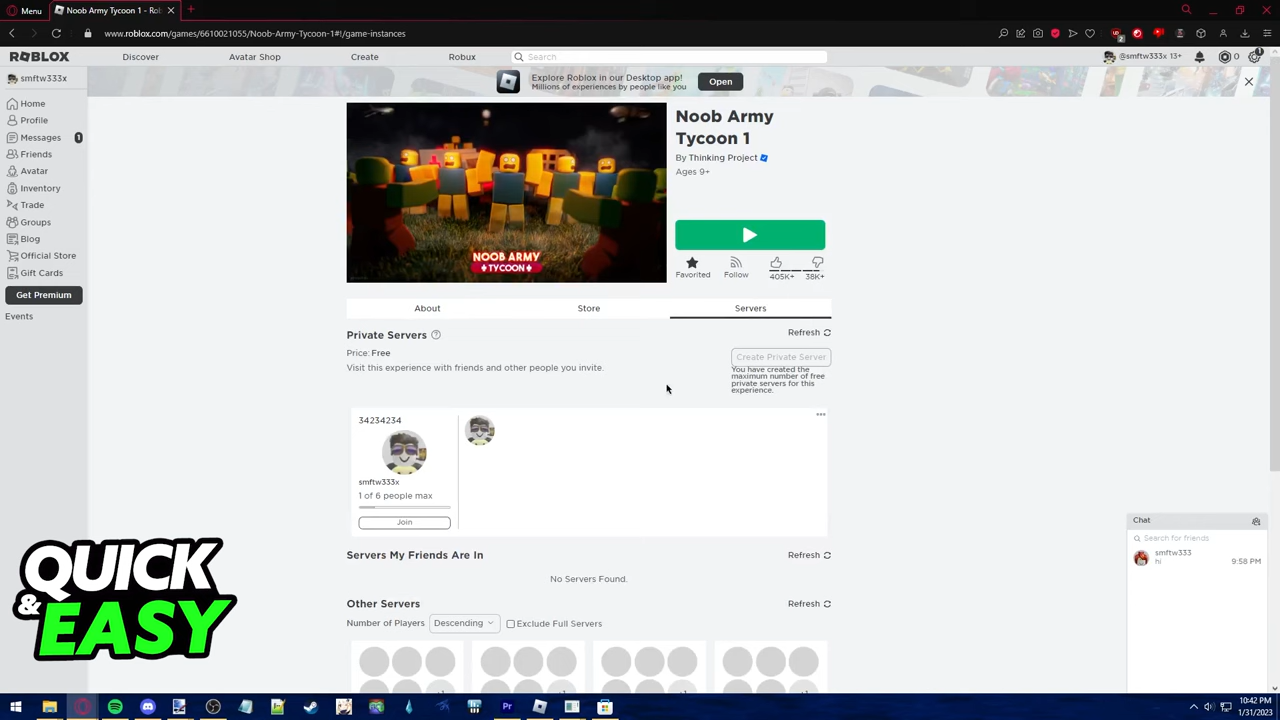 Menu
Noob Army Tycoon 1 - Rob
www.roblox.com/games/6610021055/Noob-Army-Tycoon-1#!/game-instances
2
ROBLOX
Discover
Avatar Shop
Create
Robux
Search
@smftw333x 13+
0
1
smftw333x
Explore Roblox in our Desktop app!
Millions of experiences by people like you
Open
Home
Profile
Messages 1
Friends
Avatar
Inventory
Trade
Groups
Blog
Official Store
Gift Cards
Get Premium
Events
NOOB ARMY
TYCOON
Noob Army
Tycoon 1
By Thinking Project
Ages 9+
Favorited
Follow
405K+
38K+
About
Store
Servers
Private Servers
Refresh
Price: Free
Visit this experience with friends and other people you invite.
Create Private Server
You have created the
maximum number of free
private servers for this
experience.
34234234
smftw333x
1 of 6 people max
Join
Servers My Friends Are In
Refresh
No Servers Found.
Other Servers
Refresh
Number of Players
Descending
Exclude Full Servers
Chat
Search for friends
smftw333
hi
9:58 PM
QUICK
&EASY
Pr
10:42 PM
1/31/2023